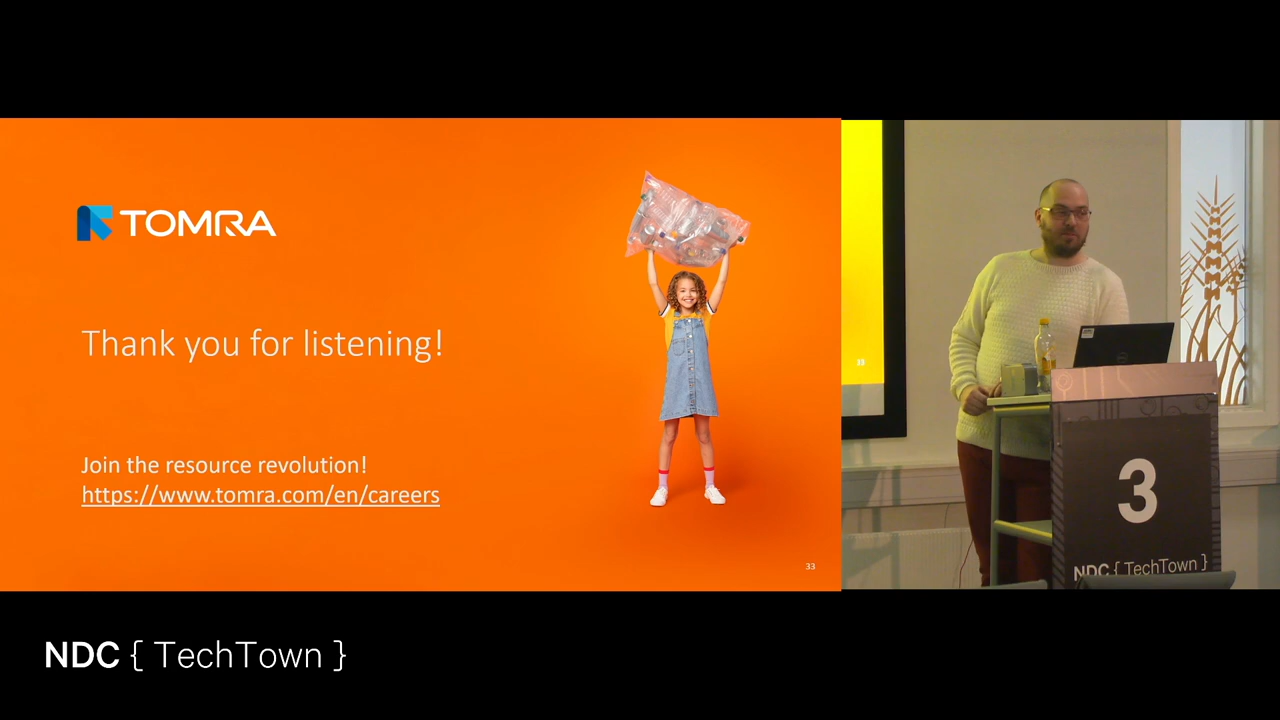 TOMRA
Thank you for listening!
Join the resource revolution!
https://www.tomra.com/en/careers
33
33
3
NDC { TechTown }
NDC { TechTown }